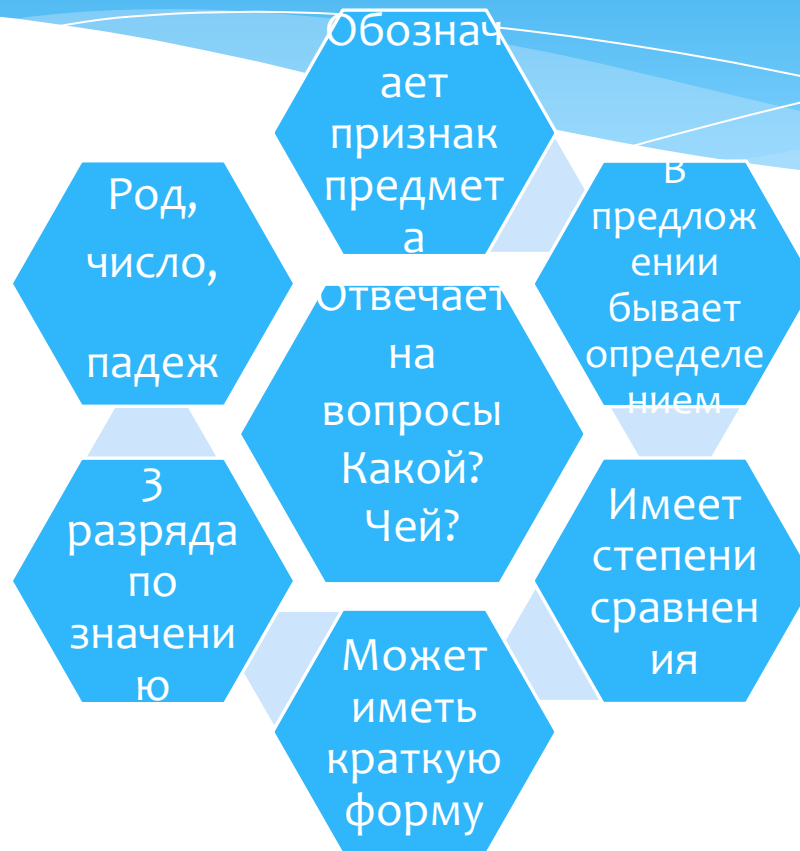 Обознач
ает
признак
предмет
а
В
предлож
ении
бывает
определе
нием
Имеет
степени
сравнен
ия
Может
иметь
краткую
форму
3
разряда
по
значени
ю
Род,
число,
падеж
Отвечает
на
вопросы
Какой?
Чей?